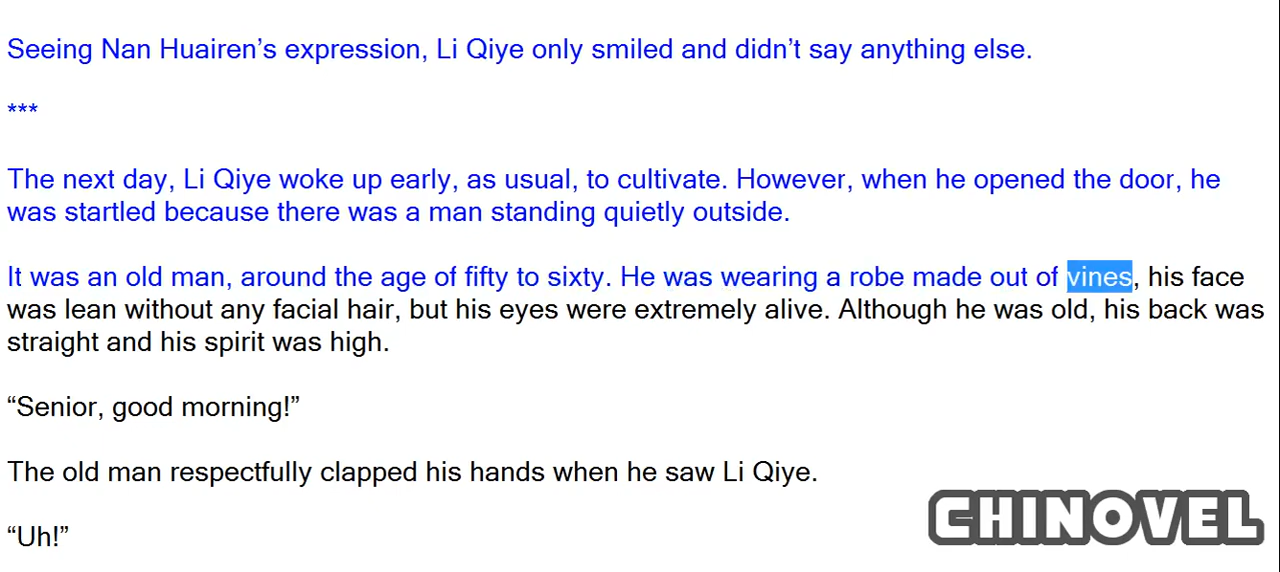 Seeing Nan Huairen’s expression, Li Qiye only smiled and didn’t say anything else.
***
The next day, Li Qiye woke up early, as usual, to cultivate. However, when he opened the door, he
was startled because there was a man standing quietly outside.
It was an old man, around the age of fifty to sixty. He was wearing a robe made out of vines, his face
was lean without any facial hair, but his eyes were extremely alive. Although he was old, his back was
straight and his spirit was high.
“Senior, good morning!”
The old man respectfully clapped his hands when he saw Li Qiye.
“Uh!”
CHINOVEL